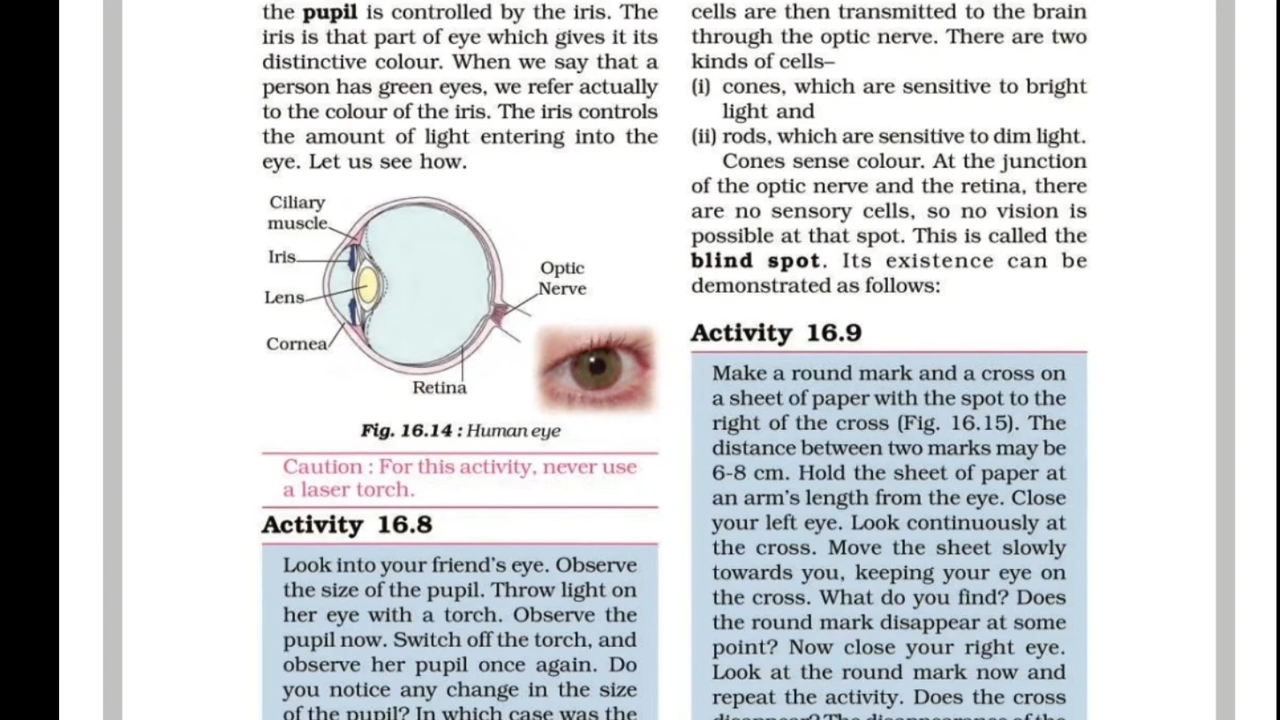 the pupil is controlled by the iris. The
iris is that part of eye which gives it its
distinctive colour. When we say that a
person has green eyes, we refer actually
to the colour of the iris. The iris controls
the amount of light entering into the
eye. Let us see how.
Ciliary
muscle
Iris
Lens
Cornea
Optic
Nerve
Retina
Fig. 16.14 : Human eye
Caution : For this activity, never use
a laser torch.
Activity 16.8
Look into your friend's eye. Observe
the size of the pupil. Throw light on
her eye with a torch. Observe the
pupil now. Switch off the torch, and
observe her pupil once again. Do
you notice any change in the size
of the pupil? In which case was the
cells are then transmitted to the brain
through the optic nerve. There are two
kinds of cells–
(i) cones, which are sensitive to bright
light and
(ii) rods, which are sensitive to dim light.
Cones sense colour. At the junction
of the optic nerve and the retina, there
are no sensory cells, so no vision is
possible at that spot. This is called the
blind spot. Its existence can be
demonstrated as follows:
Activity 16.9
Make a round mark and a cross on
a sheet of paper with the spot to the
right of the cross (Fig. 16.15). The
distance between two marks may be
6-8 cm. Hold the sheet of paper at
an arm's length from the eye. Close
your left eye. Look continuously at
the cross. Move the sheet slowly
towards you, keeping your eye on
the cross. What do you find? Does
the round mark disappear at some
point? Now close your right eye.
Look at the round mark now and
repeat the activity. Does the cross
disappear? The disappearance of the